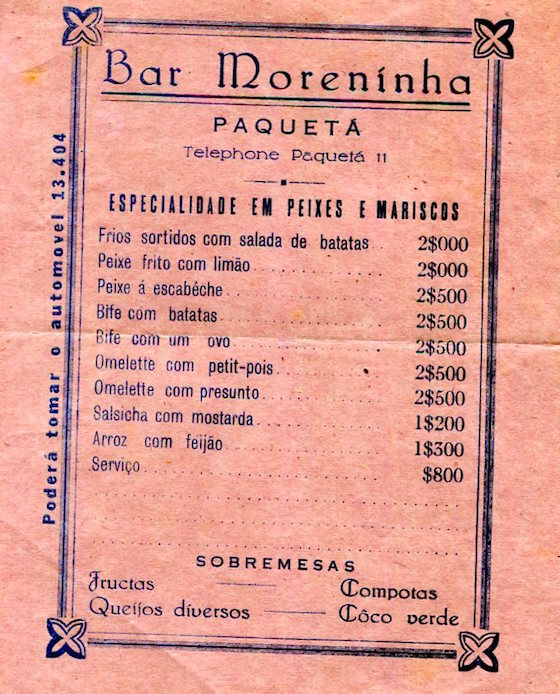 Bar Moreninha
PAQUETÁ
Telephone Paquetá 11
ESPECIALIDADE EM PEIXES E MARISCOS
Frios sortidos com salada de batatas 2$000
Peixe frito com limão 2$000
Peixe á escabéche 2$500
Bife com batatas 2$500
Bife com um ovo 2$500
Omelette com petit-pois 2$500
Omelette com presunto 2$500
Salsicha com mostarda 1$200
Arroz com feijão 1$300
Serviço $800
SOBREMESAS
Fructas Compotas
Queijos diversos Côco verde
Poderá tomar o automovel 13.404